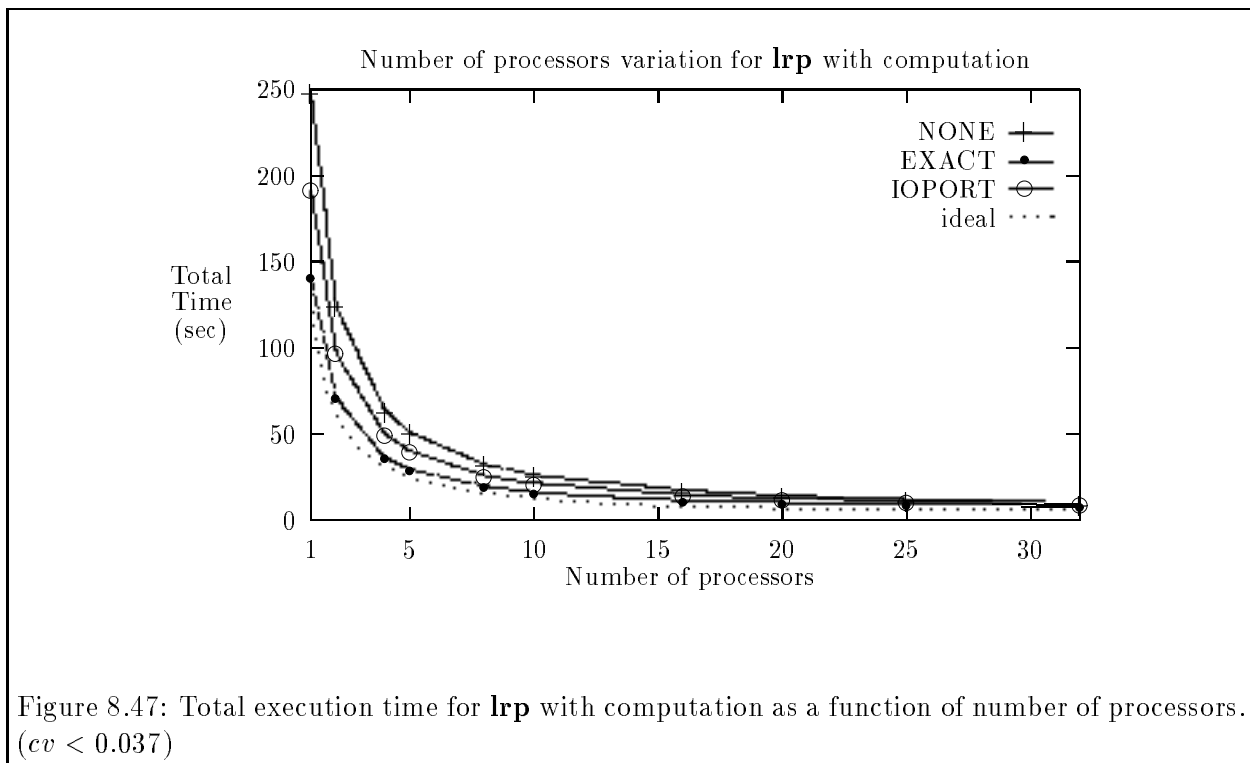 Number of processors variation for lrp with computation
250
200
150
100
50
0
Total
Time
(sec)
NONE
EXACT
IOPORT
ideal
1 5 10 15 20 25 30
Number of processors
Figure 8.47: Total execution time for lrp with computation as a function of number of processors.
(cv < 0.037)